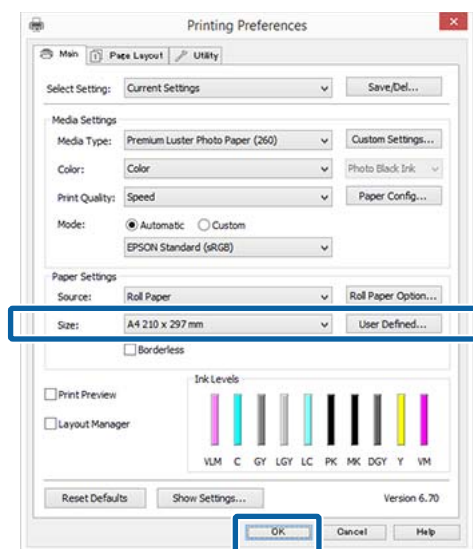 Printing Preferences
Main Page Layout Utility
Select Setting: Current Settings Save/Del...
Media Settings
Media Type: Premium Luster Photo Paper (260) Custom Settings...
Color: Color Photo Black Ink
Print Quality: Speed Paper Config...
Mode: Automatic Custom
EPSON Standard (sRGB)
Paper Settings
Source: Roll Paper Roll Paper Option...
Size: A4 210 x 297 mm User Defined...
Borderless
Ink Levels
Print Preview
Layout Manager
VLM C GY LGY LC PK MK DGY Y VM
Reset Defaults Show Settings... Version 6.70
OK Cancel Help